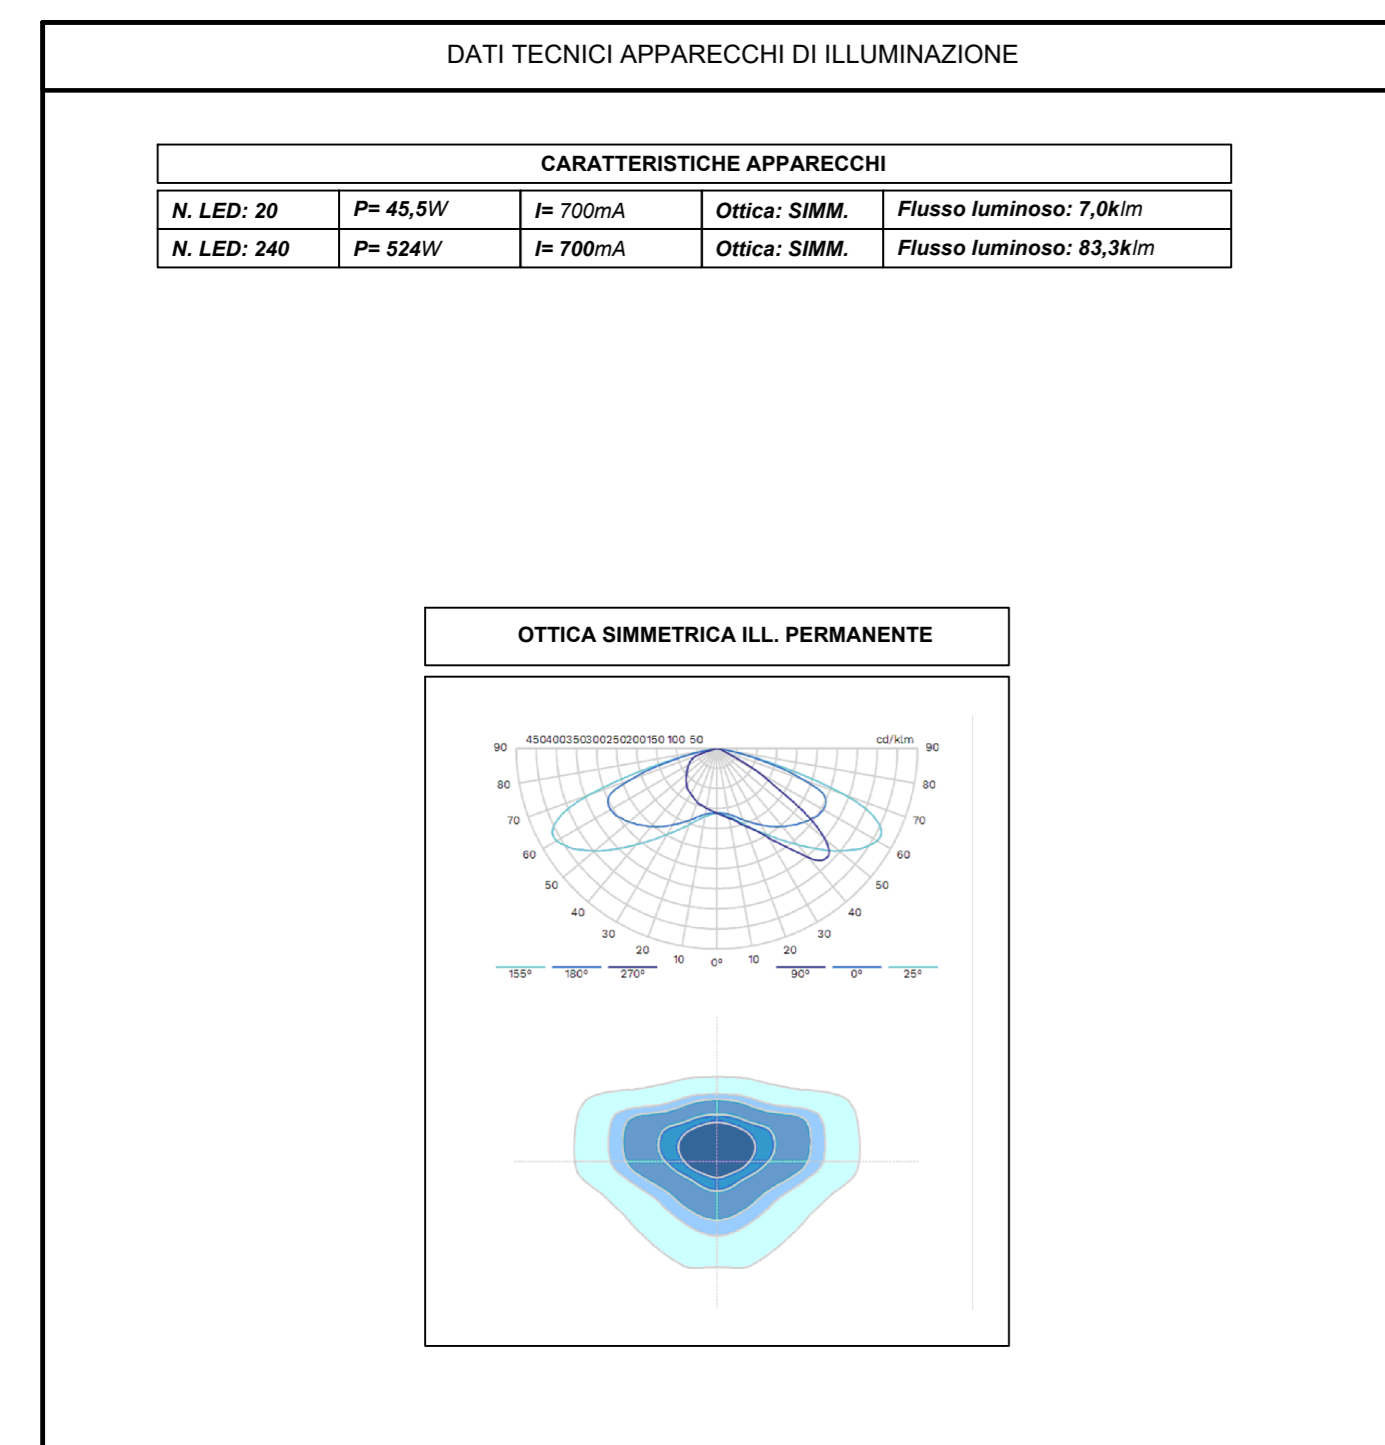 DATI TECNICI APPARECCHI DI ILLUMINAZIONE
CARATTERISTICHE APPARECCHI
N. LED: 20 P= 45,5W I= 700mA Ottica: SIMM. Flusso luminoso: 7,0klm
N. LED: 240 P= 524W I= 700mA Ottica: SIMM. Flusso luminoso: 83,3klm
OTTICA SIMMETRICA ILL. PERMANENTE
450400350300250200150 100 50 cd/klm
90 90
80 80
70 70
60 60
50 50
40 40
30 30
20 20
10 0° 10
155° 180° 270° 90° 0° 25°